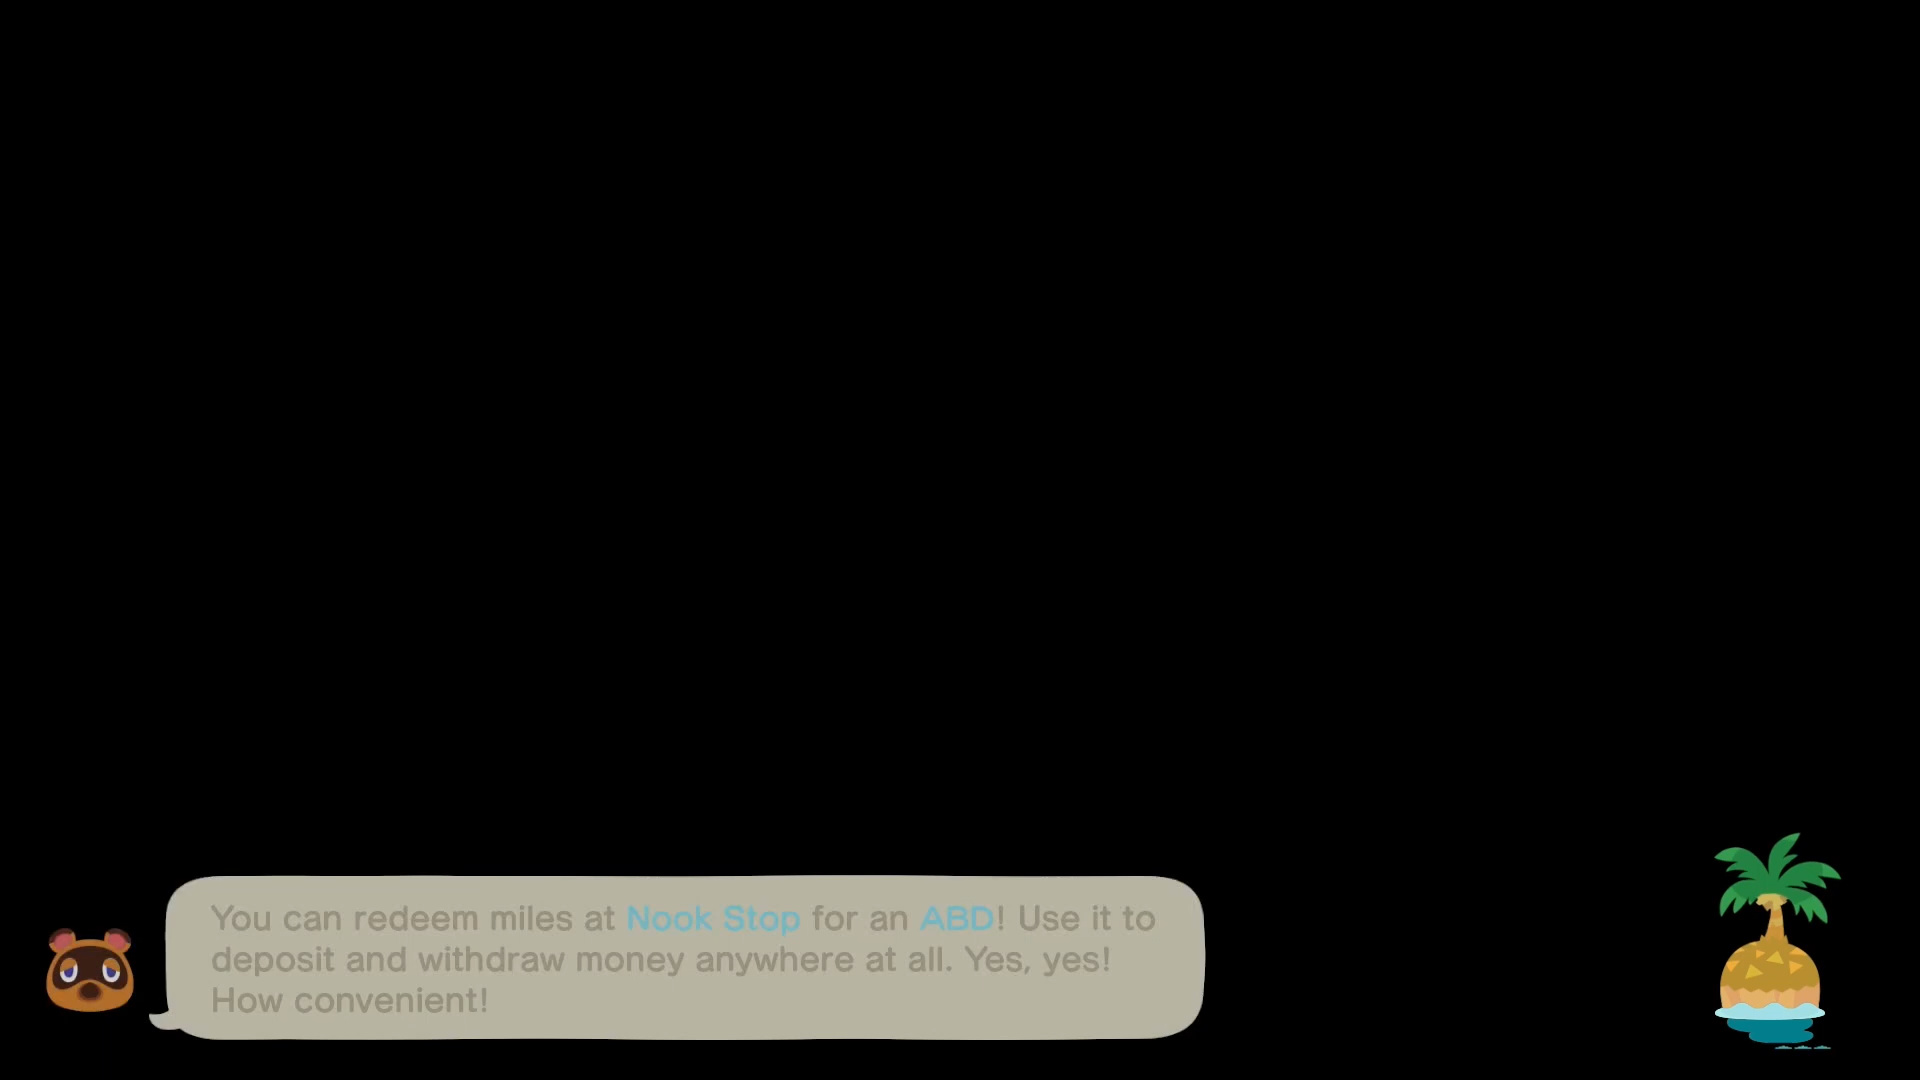 You can redeem miles at Nook Stop for an ABD! Use it to
deposit and withdraw money anywhere at all. Yes, yes!
How convenient!